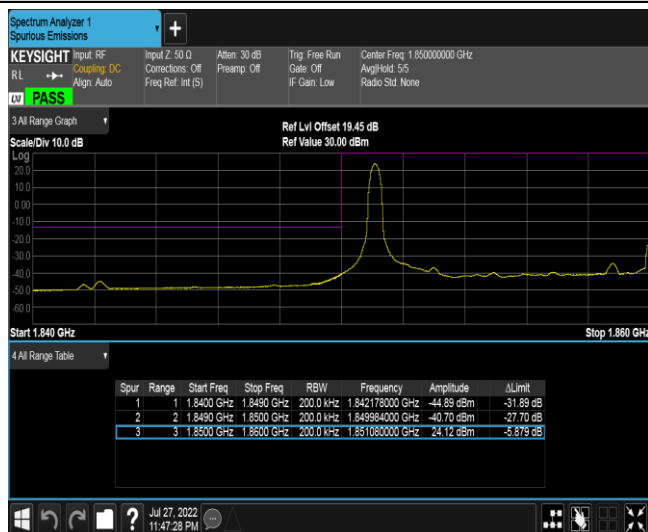 Spectrum Analyzer 1
Spurious Emissions
KEYSIGHT Input: RF Input Z: 50 Ω Atten: 30 dB Trig: Free Run Center Freq: 1.850000000 GHz
RL Coupling: DC Corrections: Off Preamp: Off Gate: Off Avg|Hold: 5/5
Align: Auto Freq Ref: Int (S) IF Gain: Low Radio Std: None
LXI PASS
3 All Range Graph
Ref Lvl Offset 19.45 dB
Scale/Div 10.0 dB Ref Value 30.00 dBm
Log
20.0
10.0
0.00
-10.0
-20.0
-30.0
-40.0
-50.0
-60.0
Start 1.840 GHz Stop 1.860 GHz
4 All Range Table
Spur Range Start Freq Stop Freq RBW Frequency Amplitude ΔLimit
1 1 1.8400 GHz 1.8490 GHz 200.0 kHz 1.842178000 GHz -44.89 dBm -31.89 dB
2 2 1.8490 GHz 1.8500 GHz 200.0 kHz 1.849984000 GHz -40.70 dBm -27.70 dB
3 3 1.8500 GHz 1.8600 GHz 200.0 kHz 1.851080000 GHz 24.12 dBm -5.879 dB
? Jul 27, 2022
11:47:28 PM